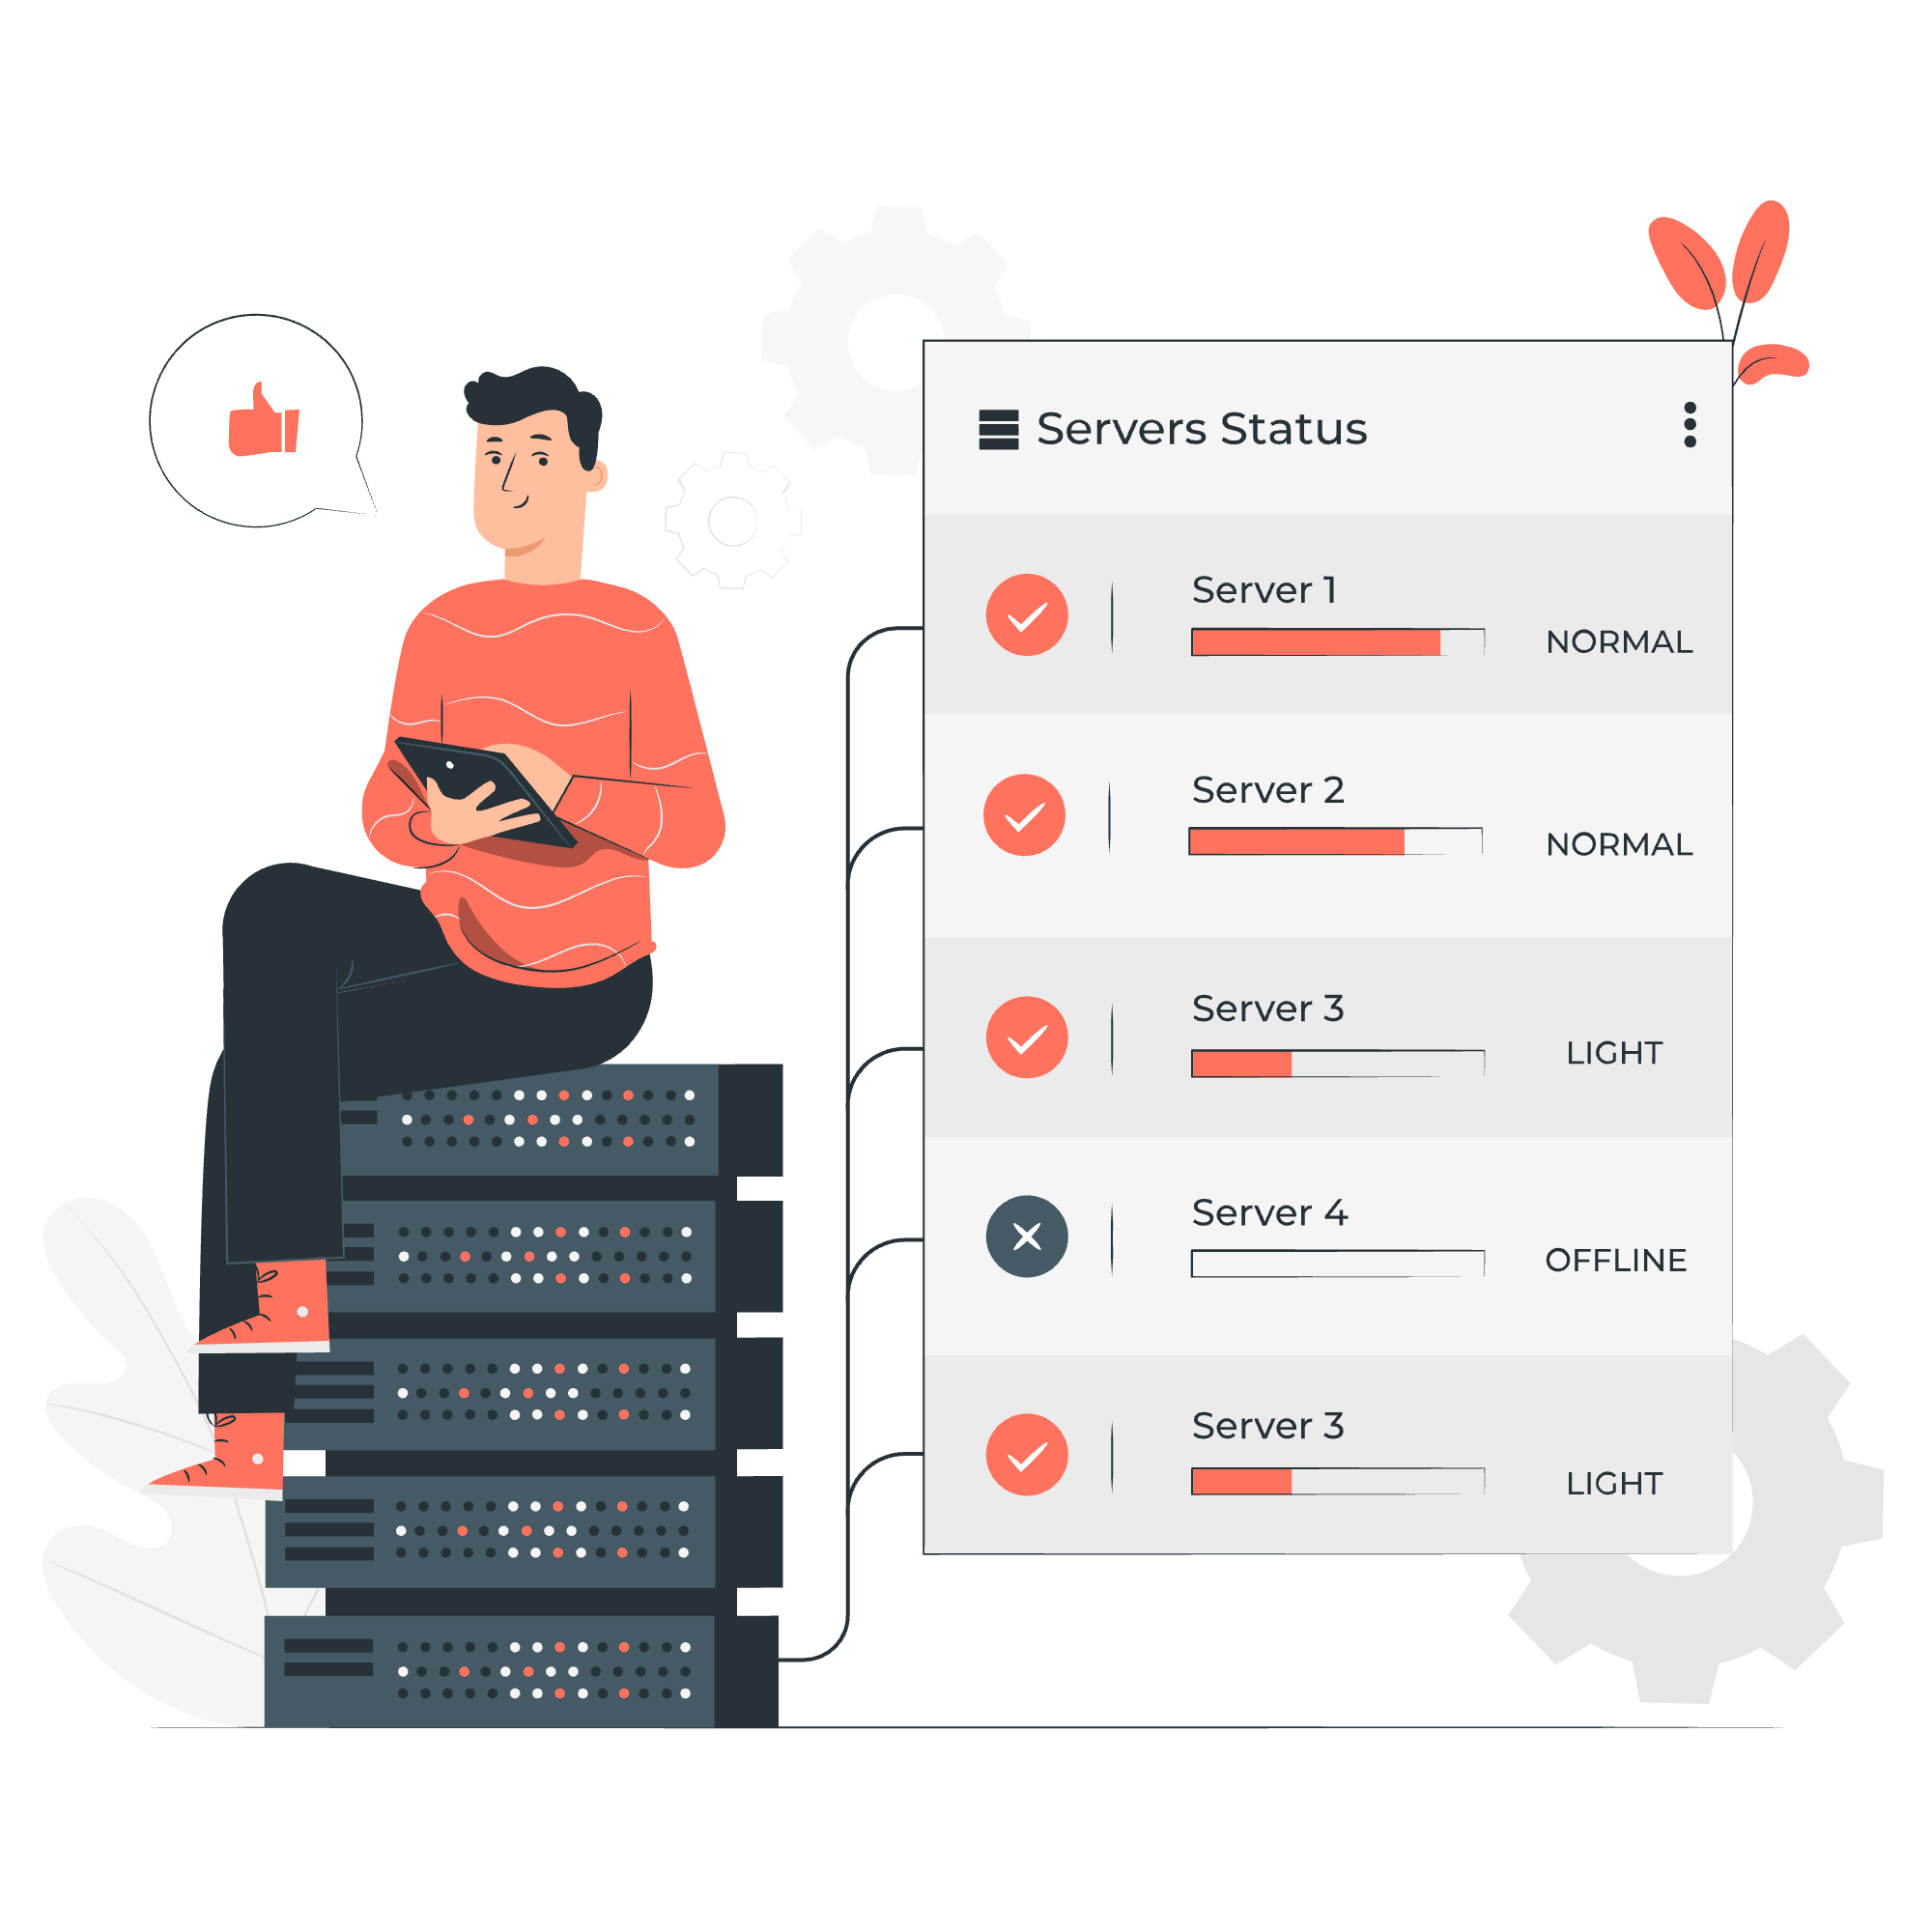 Servers Status
Server 1
NORMAL
Server 2
NORMAL
Server 3
LIGHT
Server 4
OFFLINE
Server 3
LIGHT